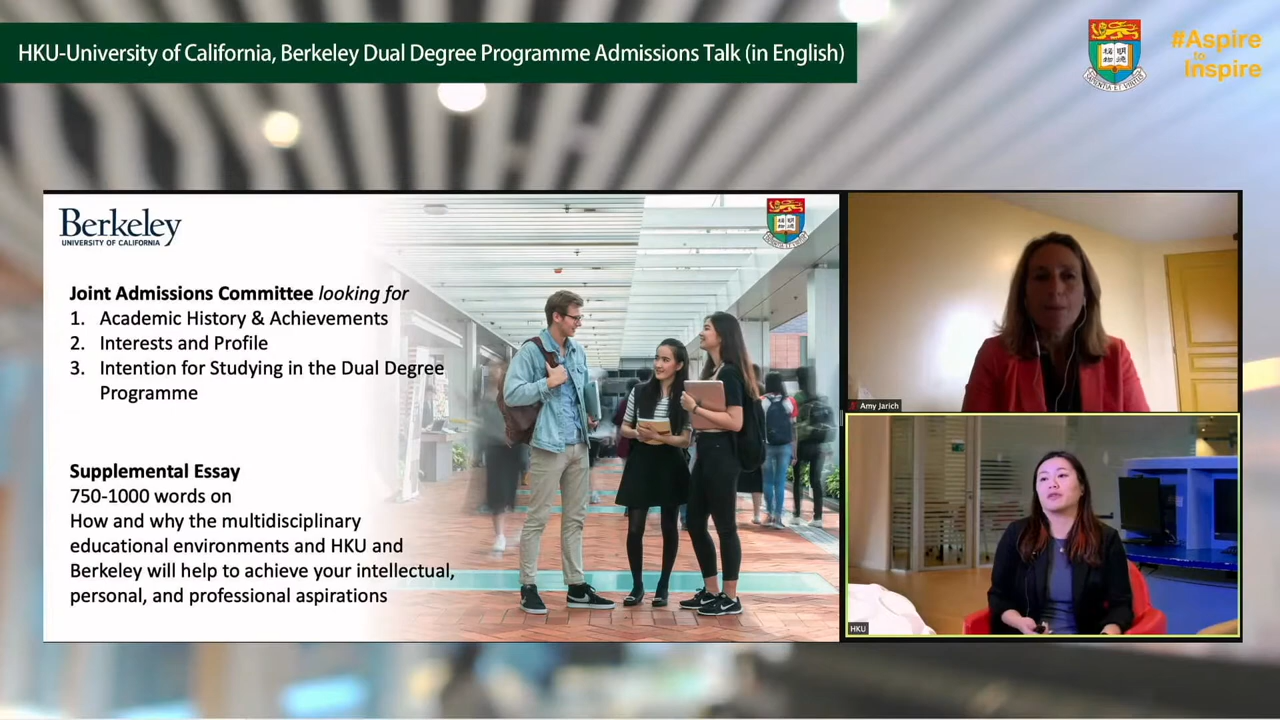 HKU-University of California, Berkeley Dual Degree Programme Admissions Talk (in English)
#Aspire
to
Inspire
Berkeley
UNIVERSITY OF CALIFORNIA
Joint Admissions Committee looking for
1. Academic History & Achievements
2. Interests and Profile
3. Intention for Studying in the Dual Degree
Programme
Supplemental Essay
750-1000 words on
How and why the multidisciplinary
educational environments and HKU and
Berkeley will help to achieve your intellectual,
personal, and professional aspirations
Amy Jarich
HKU